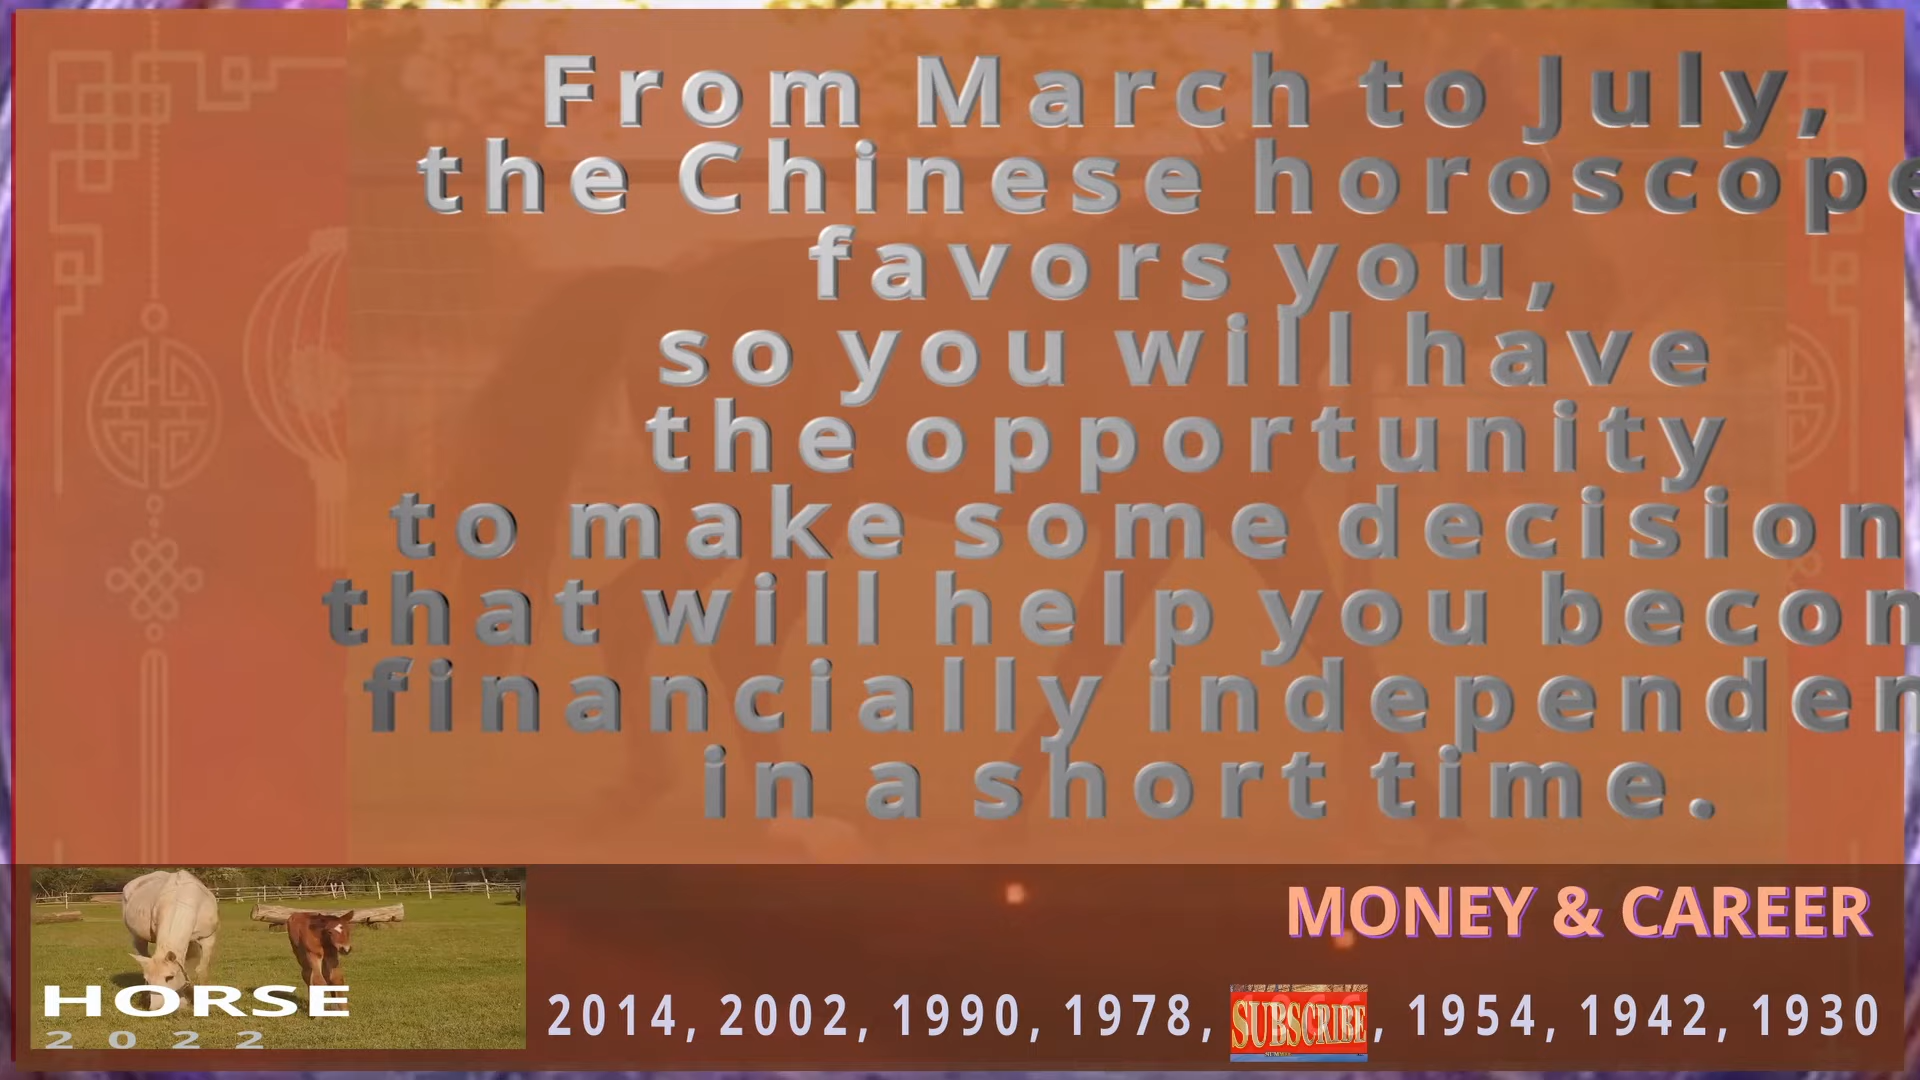 From March to July,
the Chinese horoscope
favors you,
so you will have
the opportunity
to make some decision
that will help you becom
financially independen
in a short time.
MONEY & CAREER
HORSE
2022
2014, 2002, 1990, 1978, SUBSCRIBE, 1954, 1942, 1930